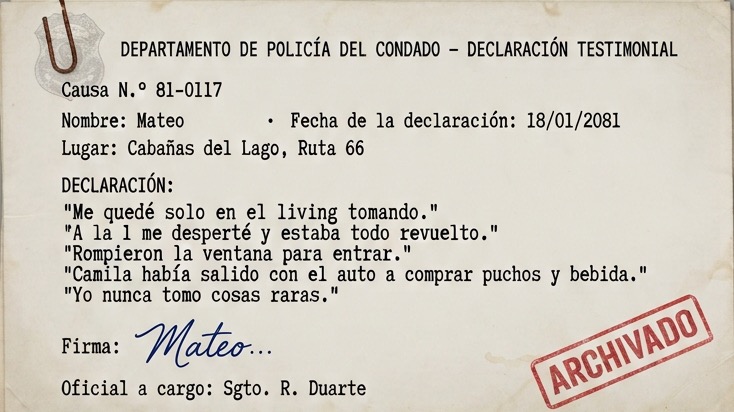 DEPARTAMENTO DE POLICÍA DEL CONDADO – DECLARACIÓN TESTIMONIAL
Causa N.º 81-0117
Nombre: Mateo · Fecha de la declaración: 18/01/2081
Lugar: Cabañas del Lago, Ruta 66
DECLARACIÓN:
"Me quedé solo en el living tomando."
"A la 1 me desperté y estaba todo revuelto."
"Rompieron la ventana para entrar."
"Camila había salido con el auto a comprar puchos y bebida."
"Yo nunca tomo cosas raras."
Firma: Mateo...
ARCHIVADO
Oficial a cargo: Sgto. R. Duarte